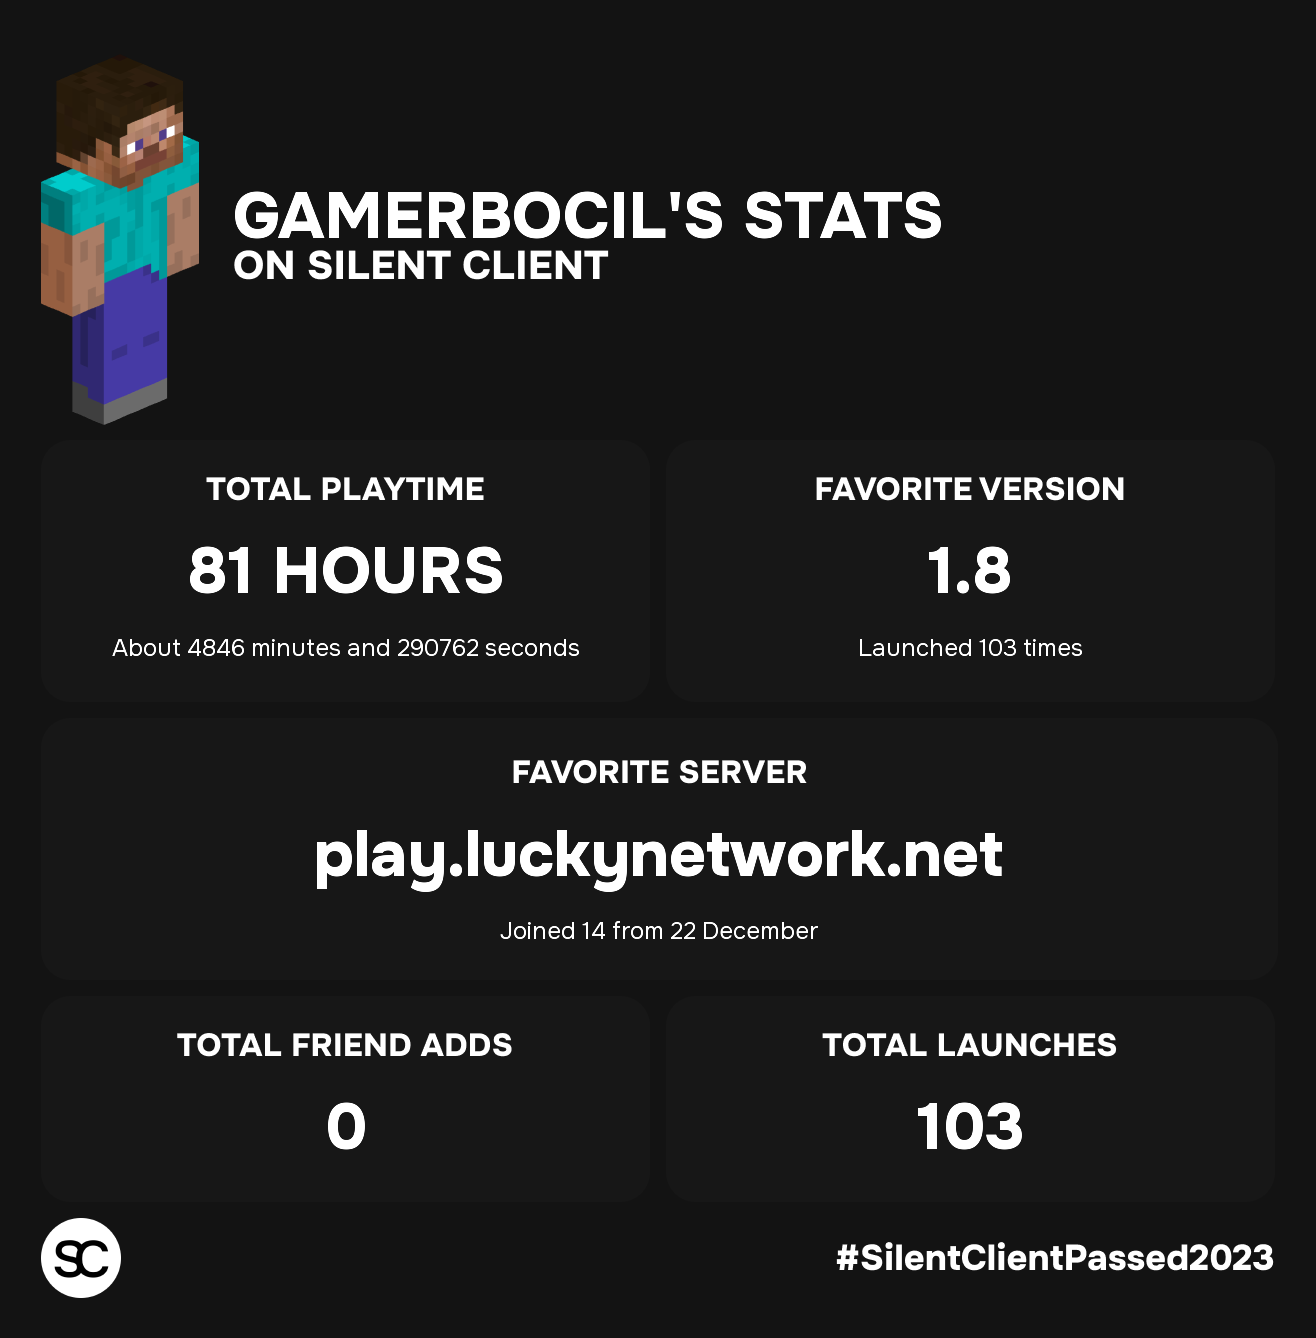 GAMERBOCIL'S STATS
ON SILENT CLIENT
TOTAL PLAYTIME
81 HOURS
About 4846 minutes and 290762 seconds
FAVORITE VERSION
1.8
Launched 103 times
FAVORITE SERVER
play.luckynetwork.net
Joined 14 from 22 December
TOTAL FRIEND ADDS
0
TOTAL LAUNCHES
103
SC
#SilentClientPassed2023